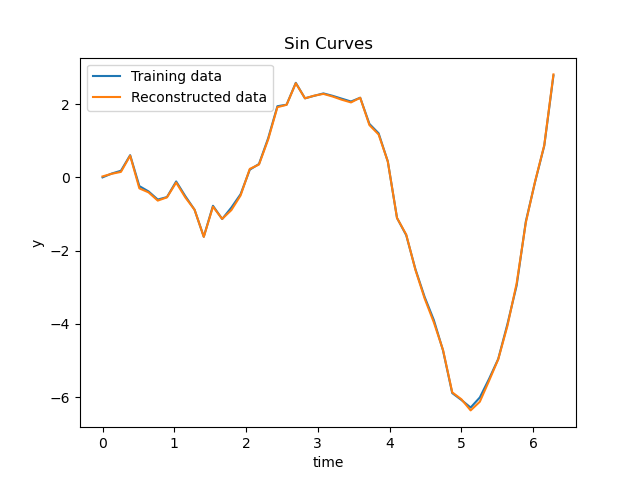 Sin Curves
Training data
Reconstructed data
y
2
0
−2
−4
−6
0 1 2 3 4 5 6
time